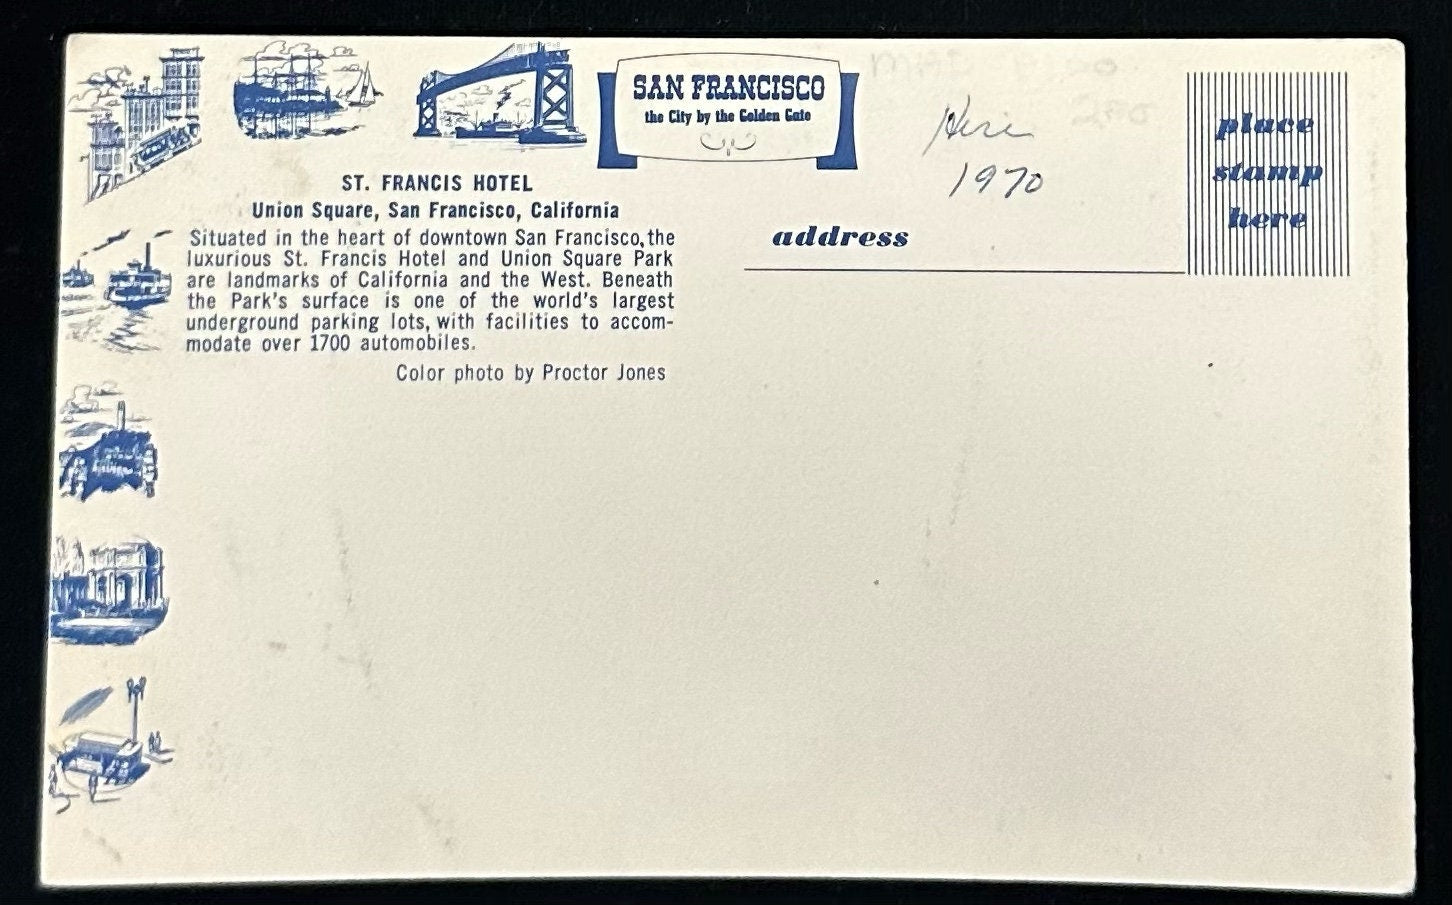 SAN FRANCISCO
the City by the Golden Gate
ST. FRANCIS HOTEL
Union Square, San Francisco, California
Situated in the heart of downtown San Francisco, the
luxurious St. Francis Hotel and Union Square Park
are landmarks of California and the West. Beneath
the Park's surface is one of the world's largest
underground parking lots, with facilities to accom-
modate over 1700 automobiles.
Color photo by Proctor Jones
1970
address
place
stamp
here